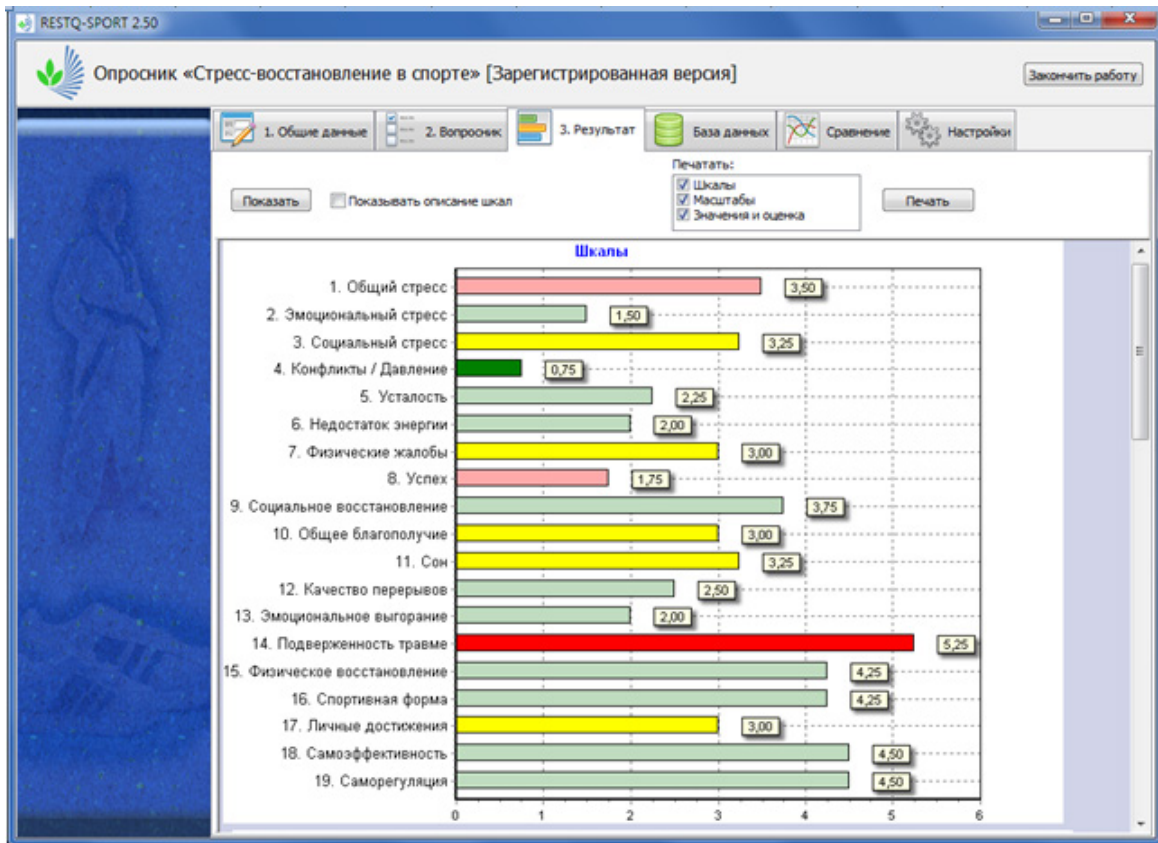 RESTQ-SPORT 2.50
Опросник «Стресс-восстановление в спорте» [Зарегистрированная версия]
Закончить работу
1. Общие данные
2. Вопросник
3. Результат
База данных
Сравнение
Настройки
Печатать:
Показать
Показывать описание шкал
Шкалы
Масштабы
Значения и оценка
Печать
Шкалы
1. Общий стресс 3,50
2. Эмоциональный стресс 1,50
3. Социальный стресс 3,25
4. Конфликты / Давление 0,75
5. Усталость 2,25
6. Недостаток энергии 2,00
7. Физические жалобы 3,00
8. Успех 1,75
9. Социальное восстановление 3,75
10. Общее благополучие 3,00
11. Сон 3,25
12. Качество перерывов 2,50
13. Эмоциональное выгорание 2,00
14. Подверженность травме 5,25
15. Физическое восстановление 4,25
16. Спортивная форма 4,25
17. Личные достижения 3,00
18. Самоэффективность 4,50
19. Саморегуляция 4,50
0 1 2 3 4 5 6